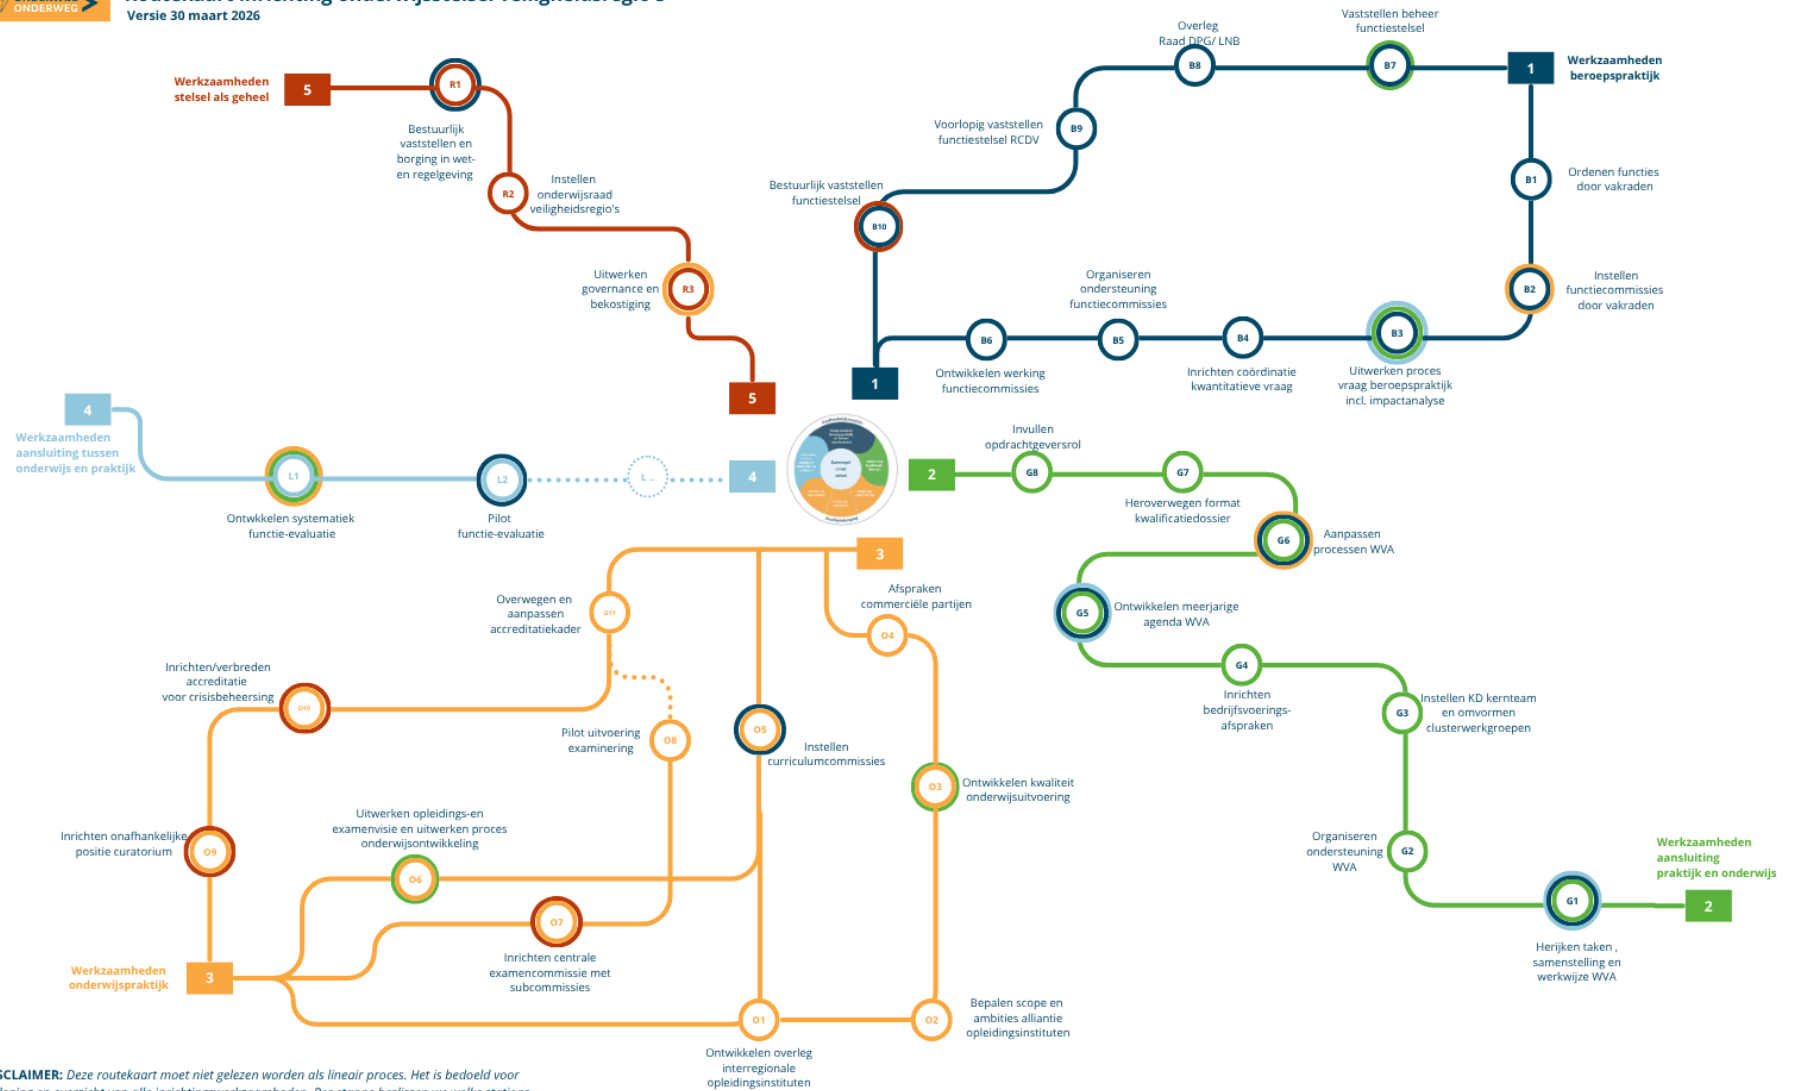 ONDERWEG
Versie 30 maart 2026
Werkzaamheden
stelsel als geheel
5
R1
Bestuurlijk
vaststellen en
borging in wet-
en regelgeving
R2
Instellen
onderwijsraad
veiligheidsregio's
Uitwerken
governance en
bekostiging
R3
5
Overleg
Raad DPG/ LNB
B8
Vaststellen beheer
functiestelsel
B7
1
Werkzaamheden
beroepspraktijk
Voorlopig vaststellen
functiestelsel RCDV
B9
Bestuurlijk vaststellen
functiestelsel
B10
B1
Ordenen functies
door vakraden
B2
Instellen
functiecommissies
door vakraden
Organiseren
ondersteuning
functiecommissies
B6
B5
B4
B3
Ontwikkelen werking
functiecommissies
Inrichten coördinatie
kwantitatieve vraag
Uitwerken proces
vraag beroepspraktijk
incl. impactanalyse
1
4
Werkzaamheden
aansluiting tussen
onderwijs en praktijk
L1
Ontwkkelen systematiek
functie-evaluatie
L2
Pilot
functie-evaluatie
L ...
4
2
Invullen
opdrachtgeversrol
G8
G7
Heroverwegen format
kwalificatiedossier
G6
Aanpassen
processen WVA
G5
Ontwikkelen meerjarige
agenda WVA
G4
Inrichten
bedrijfsvoerings-
afspraken
G3
Instellen KD kernteam
en omvormen
clusterwerkgroepen
Organiseren
ondersteuning
WVA
G2
G1
Herijken taken ,
samenstelling en
werkwijze WVA
Werkzaamheden
aansluiting
praktijk en onderwijs
2
3
Overwegen en
aanpassen
accreditatiekader
O11
Afspraken
commerciële partijen
O4
Inrichten/verbreden
accreditatie
voor crisisbeheersing
O10
Pilot uitvoering
examinering
O8
O5
Instellen
curriculumcommissies
O3
Ontwikkelen kwaliteit
onderwijsuitvoering
Inrichten onafhankelijke
positie curatorium
O9
Uitwerken opleidings-en
examenvisie en uitwerken proces
onderwijsontwikkeling
O6
O7
Inrichten centrale
examencommissie met
subcommissies
Werkzaamheden
onderwijspraktijk
3
O1
Ontwikkelen overleg
interregionale
opleidingsinstituten
O2
Bepalen scope en
ambities alliantie
opleidingsinstituten
SCLAIMER: Deze routekaart moet niet gelezen worden als lineair proces. Het is bedoeld voor